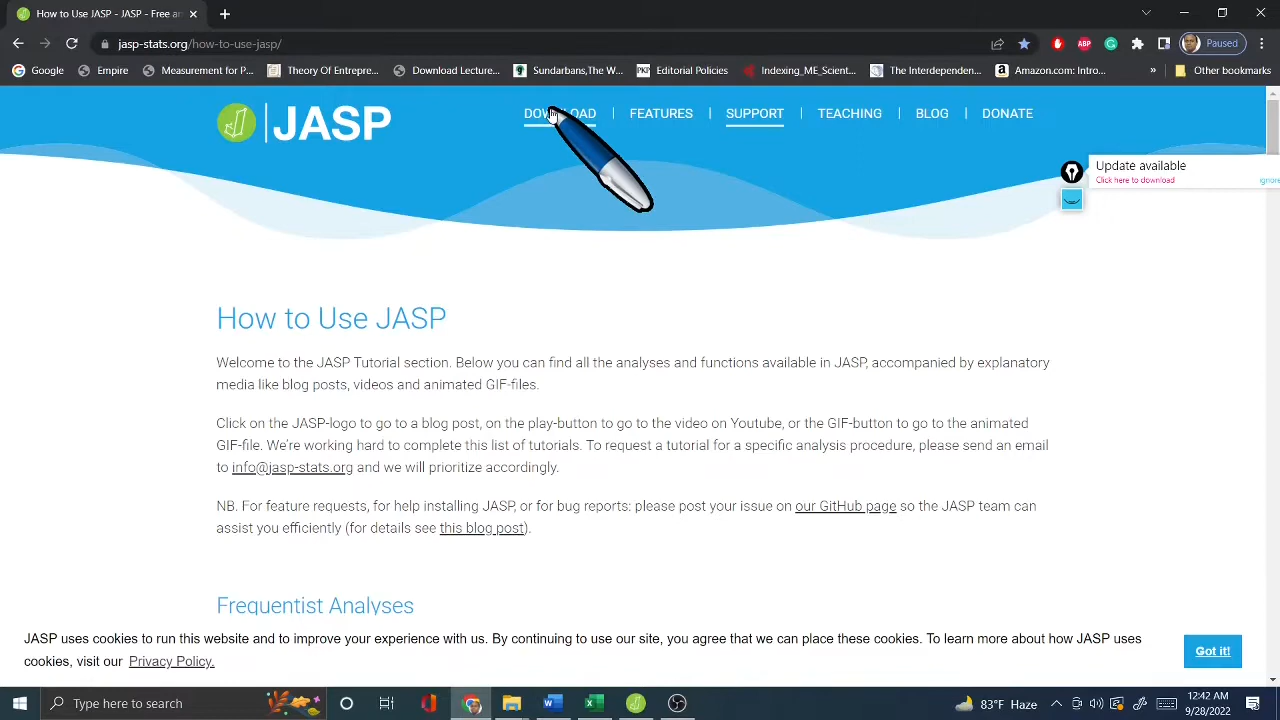 How to Use JASP - JASP - Free an
jasp-stats.org/how-to-use-jasp/
Paused
Google
Empire
Measurement for P...
Theory Of Entrepre...
Download Lecture...
Sundarbans,The W...
Editorial Policies
Indexing_ME_Scient...
The Interdependen...
Amazon.com: Intro...
»
Other bookmarks
JASP
DOWNLOAD | FEATURES | SUPPORT | TEACHING | BLOG | DONATE
Update available
Click here to download
ignore
How to Use JASP
Welcome to the JASP Tutorial section. Below you can find all the analyses and functions available in JASP, accompanied by explanatory
media like blog posts, videos and animated GIF-files.
Click on the JASP-logo to go to a blog post, on the play-button to go to the video on Youtube, or the GIF-button to go to the animated
GIF-file. We're working hard to complete this list of tutorials. To request a tutorial for a specific analysis procedure, please send an email
to info@jasp-stats.org and we will prioritize accordingly.
NB. For feature requests, for help installing JASP, or for bug reports: please post your issue on our GitHub page so the JASP team can
assist you efficiently (for details see this blog post).
Frequentist Analyses
JASP uses cookies to run this website and to improve your experience with us. By continuing to use our site, you agree that we can place these cookies. To learn more about how JASP uses
cookies, visit our Privacy Policy.
Got it!
Type here to search
83°F Haze
12:42 AM
9/28/2022